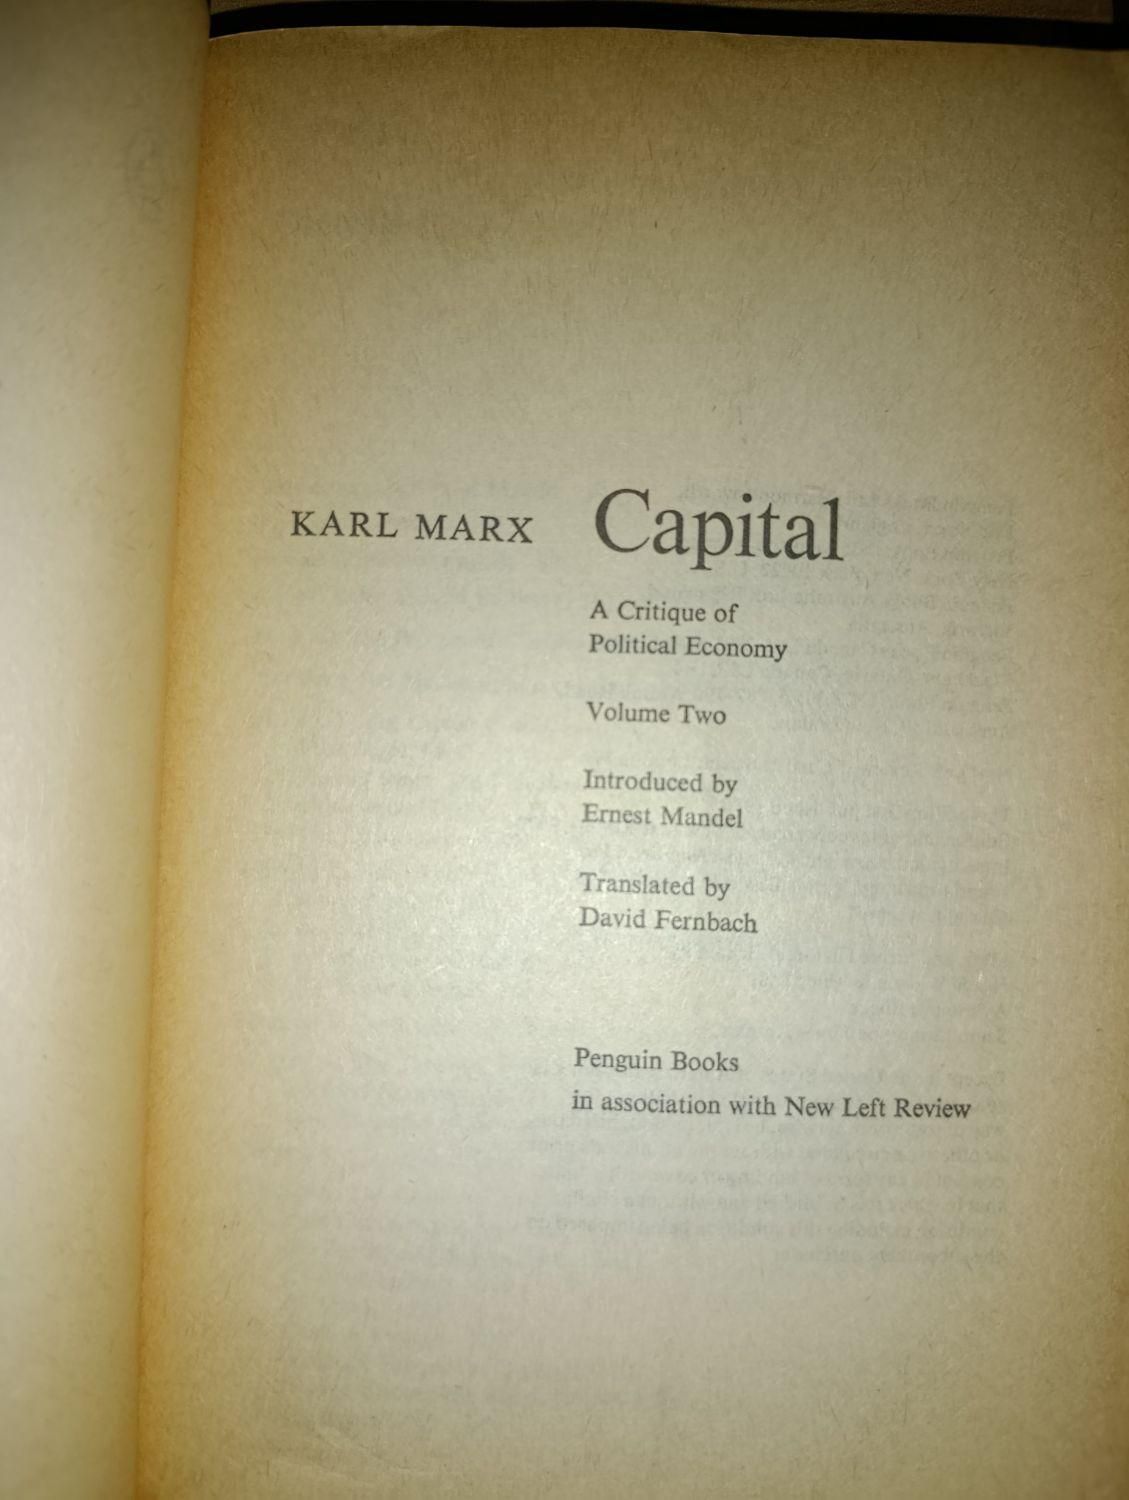 KARL MARX Capital
A Critique of
Political Economy
Volume Two
Introduced by
Ernest Mandel
Translated by
David Fernbach
Penguin Books
in association with New Left Review